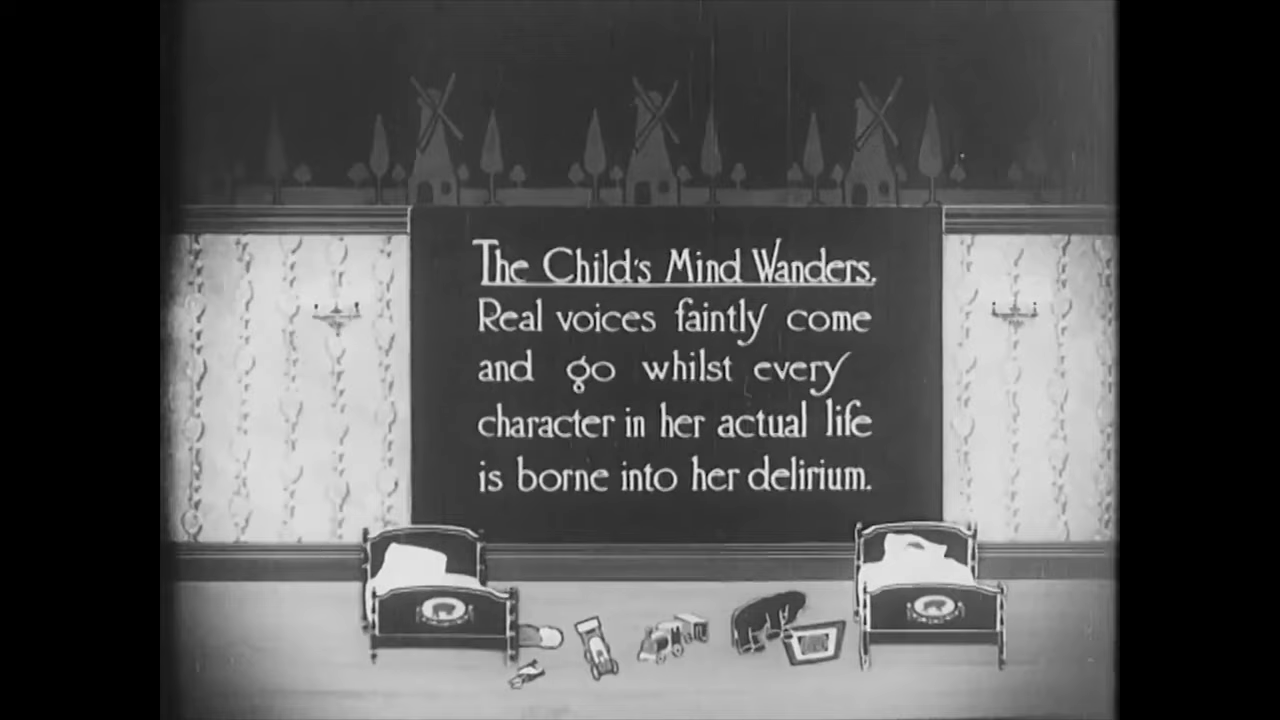 The Child's Mind Wanders.
Real voices faintly come
and go whilst every
character in her actual life
is borne into her delirium.